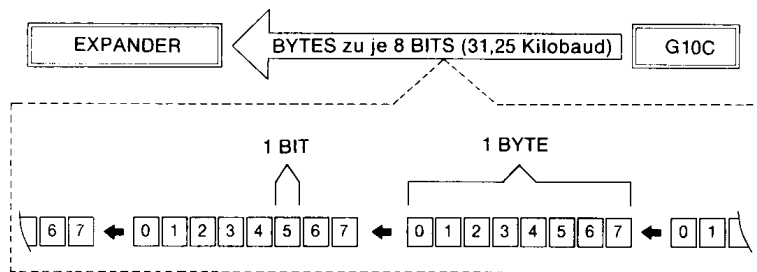 EXPANDER BYTES zu je 8 BITS (31,25 Kilobaud) G10C
1 BIT 1 BYTE
6 7 0 1 2 3 4 5 6 7 0 1 2 3 4 5 6 7 0 1